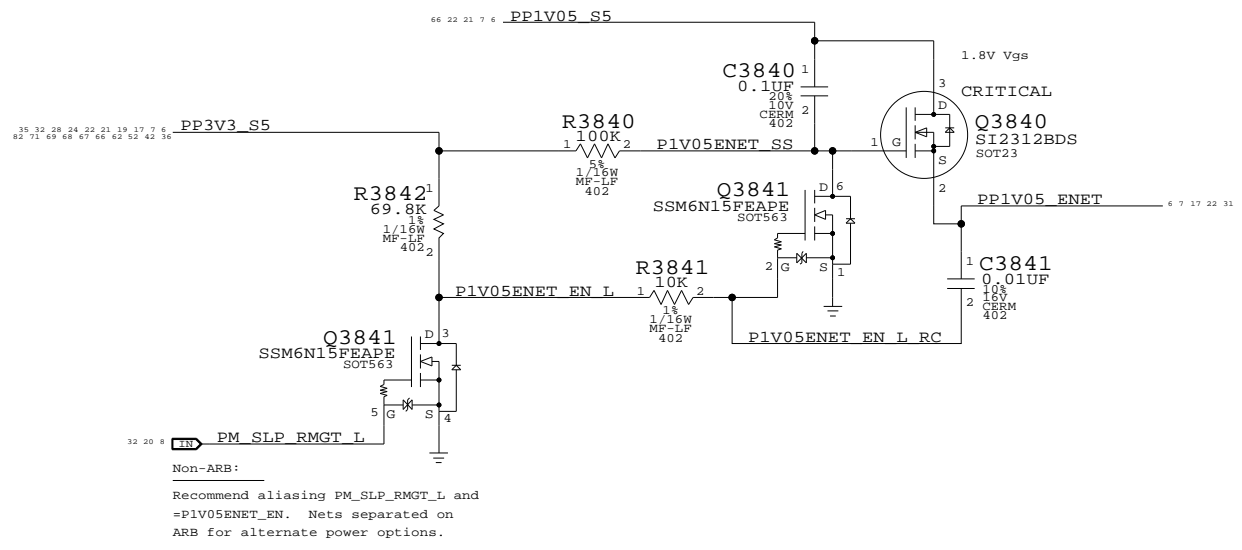 66 22 21 7 6 PP1V05_S5
1.8V Vgs
C3840
0.1UF
20%
10V
CERM
402
1
2
3
CRITICAL
D
Q3840
SI2312BDS
SOT23
G
1
S
2
35 32 28 24 22 21 19 17 7 6
82 71 69 68 67 66 62 52 42 36
PP3V3_S5
R3840
100K
1 2
5%
1/16W
MF-LF
402
P1V05ENET_SS
R3842
69.8K
1%
1/16W
MF-LF
402
1
2
Q3841
SSM6N15FEAPE
SOT563
D 6
2 G S 1
PP1V05_ENET 6 7 17 22 31
C3841
0.01UF
10%
16V
CERM
402
1
2
P1V05ENET_EN_L
R3841
10K
1 2
1%
1/16W
MF-LF
402
P1V05ENET_EN_L_RC
Q3841
SSM6N15FEAPE
SOT563
D 3
5 G S 4
32 20 8 IN PM_SLP_RMGT_L
Non-ARB:
Recommend aliasing PM_SLP_RMGT_L and
=P1V05ENET_EN. Nets separated on
ARB for alternate power options.